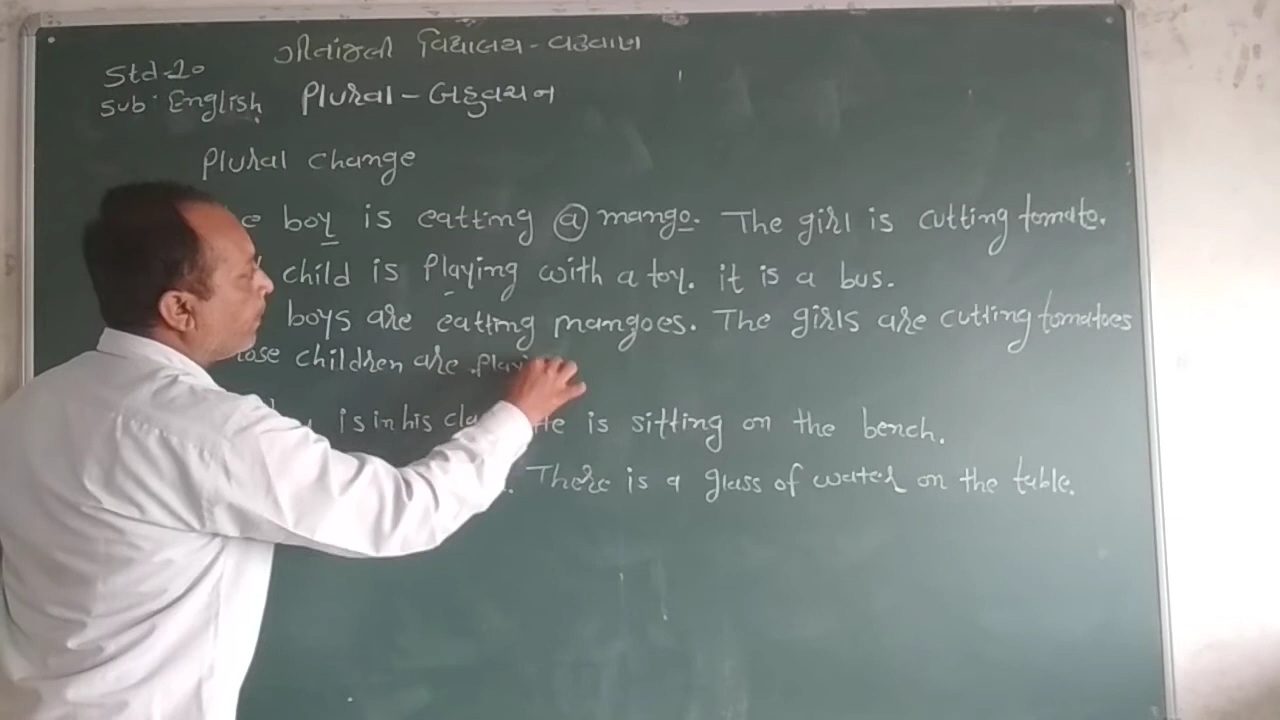 ગીતાંજલી વિદ્યાલય - વઢવાણ
Std-10
Sub: English
Plural - બહુવચન
Plural change
boy is eatting a mango. The girl is cutting tomato.
child is Playing with a toy. it is a bus.
boys are eatting mangoes. The girls are cutting tomatoes
children are
is in his is sitting on the bench.
There is a glass of water on the table.